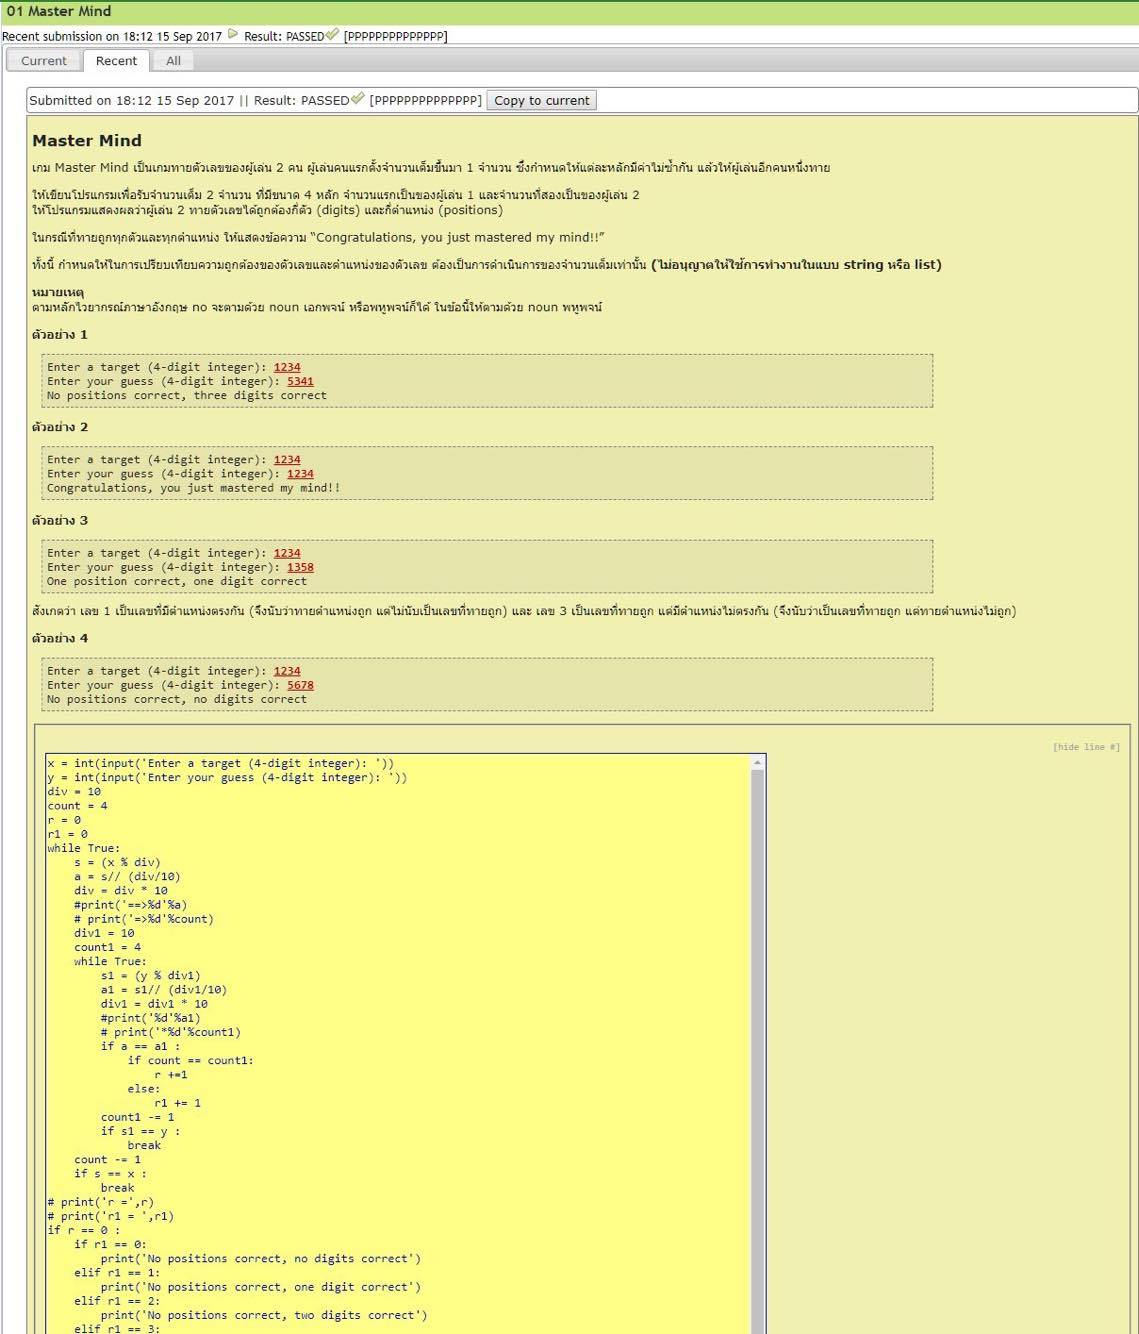 01 Master Mind
Recent submission on 18:12 15 Sep 2017 Result: PASSED [PPPPPPPPPPPPPP]
Current Recent All
Submitted on 18:12 15 Sep 2017 || Result: PASSED [PPPPPPPPPPPPPP] Copy to current
Master Mind
เกม Master Mind เป็นเกมทายตัวเลขของผู้เล่น 2 คน ผู้เล่นคนแรกตั้งจำนวนเต็มขึ้นมา 1 จำนวน ซึ่งกำหนดให้แต่ละหลักมีค่าไม่ซ้ำกัน แล้วให้ผู้เล่นอีกคนหนึ่งทาย
ให้เขียนโปรแกรมเพื่อรับจำนวนเต็ม 2 จำนวน ที่มีขนาด 4 หลัก จำนวนแรกเป็นของผู้เล่น 1 และจำนวนที่สองเป็นของผู้เล่น 2
ให้โปรแกรมแสดงผลว่าผู้เล่น 2 ทายตัวเลขได้ถูกต้องกี่ตัว (digits) และกี่ตำแหน่ง (positions)
ในกรณีที่ทายถูกทุกตัวและทุกตำแหน่ง ให้แสดงข้อความ “Congratulations, you just mastered my mind!!”
ทั้งนี้ กำหนดให้ในการเปรียบเทียบความถูกต้องของตัวเลขและตำแหน่งของตัวเลข ต้องเป็นการดำเนินการของจำนวนเต็มเท่านั้น (ไม่อนุญาตให้ใช้การทำงานในแบบ string หรือ list)
หมายเหตุ
ตามหลักไวยากรณ์ภาษาอังกฤษ no จะตามด้วย noun เอกพจน์ หรือพหูพจน์ก็ได้ ในข้อนี้ให้ตามด้วย noun พหูพจน์
ตัวอย่าง 1
Enter a target (4-digit integer): 1234
Enter your guess (4-digit integer): 5341
No positions correct, three digits correct
ตัวอย่าง 2
Enter a target (4-digit integer): 1234
Enter your guess (4-digit integer): 1234
Congratulations, you just mastered my mind!!
ตัวอย่าง 3
Enter a target (4-digit integer): 1234
Enter your guess (4-digit integer): 1358
One position correct, one digit correct
สังเกตว่า เลข 1 เป็นเลขที่มีตำแหน่งตรงกัน (จึงนับว่าทายตำแหน่งถูก แต่ไม่นับเป็นเลขที่ทายถูก) และ เลข 3 เป็นเลขที่ทายถูก แต่มีตำแหน่งไม่ตรงกัน (จึงนับว่าเป็นเลขที่ทายถูก แต่ทายตำแหน่งไม่ถูก)
ตัวอย่าง 4
Enter a target (4-digit integer): 1234
Enter your guess (4-digit integer): 5678
No positions correct, no digits correct
[hide line #]
x = int(input('Enter a target (4-digit integer): '))
y = int(input('Enter your guess (4-digit integer): '))
div = 10
count = 4
r = 0
r1 = 0
while True:
    s = (x % div)
    a = s// (div/10)
    div = div * 10
    #print('==>%d'%a)
    # print('=>%d'%count)
    div1 = 10
    count1 = 4
    while True:
        s1 = (y % div1)
        a1 = s1// (div1/10)
        div1 = div1 * 10
        #print('%d'%a1)
        # print('*%d'%count1)
        if a == a1 :
            if count == count1:
                r +=1
            else:
                r1 += 1
        count1 -= 1
        if s1 == y :
            break
    count -= 1
    if s == x :
        break
# print('r =',r)
# print('r1 = ',r1)
if r == 0 :
    if r1 == 0:
        print('No positions correct, no digits correct')
    elif r1 == 1:
        print('No positions correct, one digit correct')
    elif r1 == 2:
        print('No positions correct, two digits correct')
    elif r1 == 3: